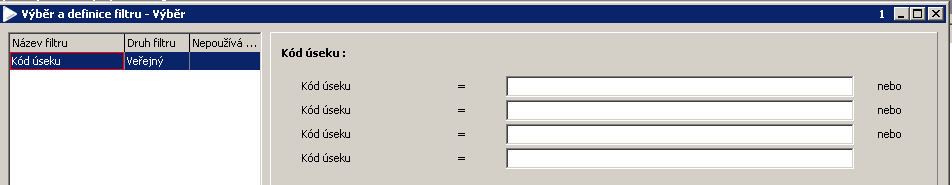 Výběr a definice filtru - Výběr 1
Název filtru Druh filtru Nepoužívá ...
Kód úseku Veřejný
Kód úseku :
Kód úseku = nebo
Kód úseku = nebo
Kód úseku = nebo
Kód úseku =